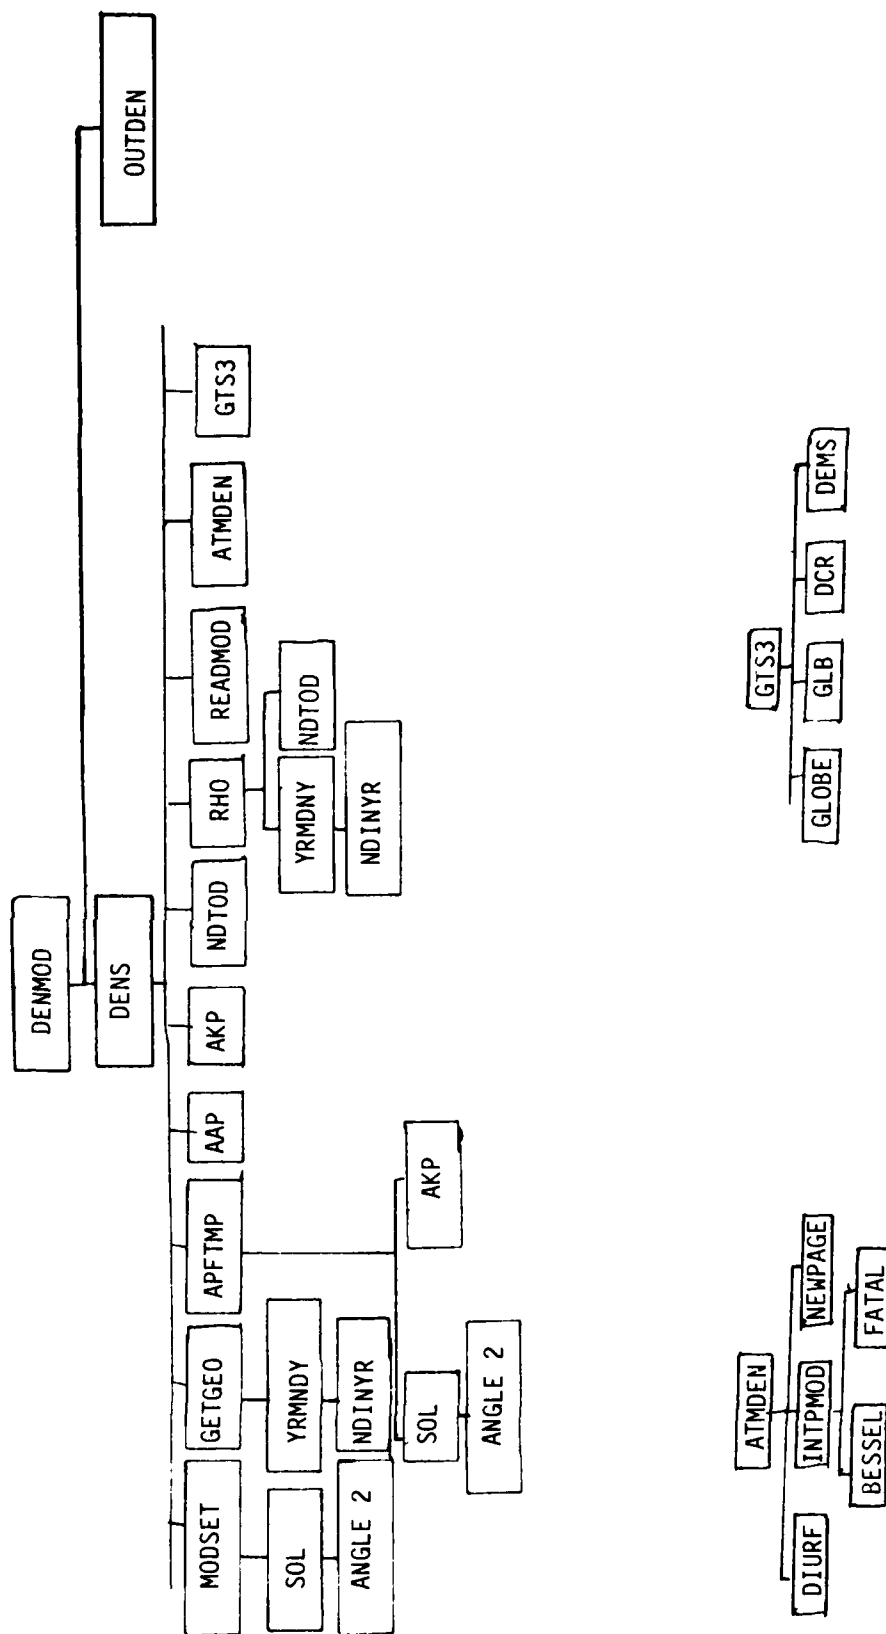 DENMOD
DENS
OUTDEN
MODSET
GETGEO
APFTMP
AAP
AKP
NDTOD
RHO
READMOD
ATMDEN
GTS3
SOL
YRMNDY
YRMDNY
NDTOD
ANGLE 2
NDINYR
NDINYR
SOL
AKP
ANGLE 2
ATMDEN
GTS3
DIURF
INTPMOD
NEWPAGE
GLOBE
GLB
DCR
DEMS
BESSEL
FATAL